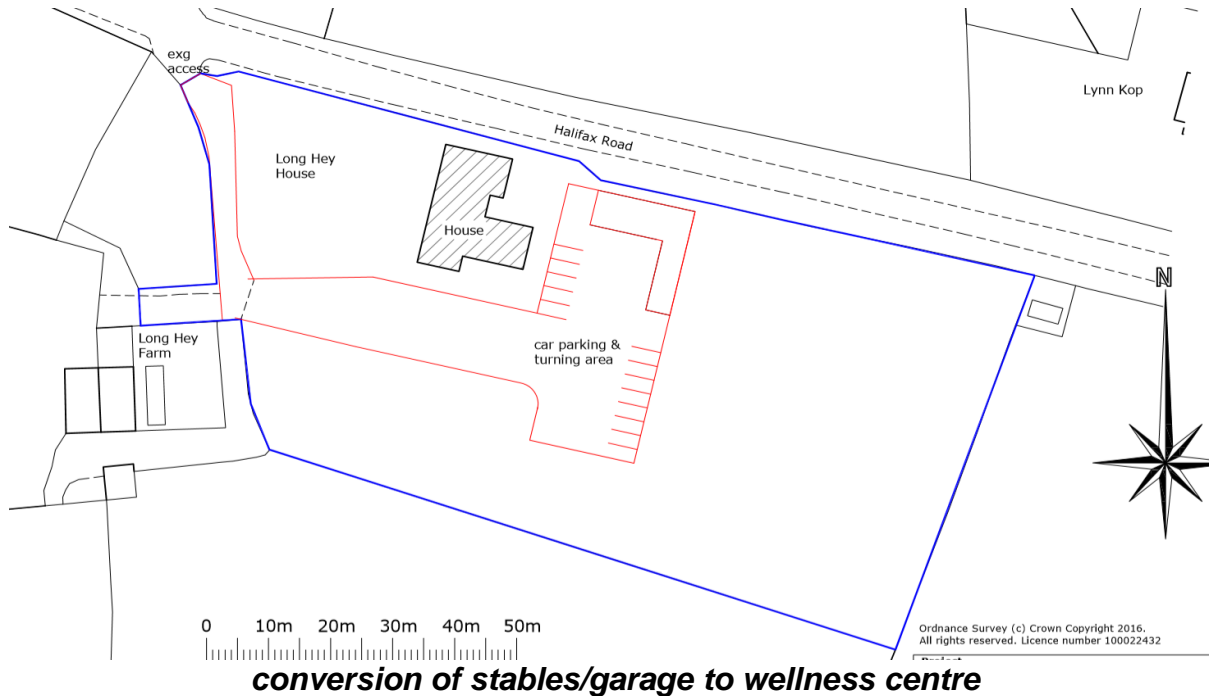 exg
access
Lynn Kop
Halifax Road
Long Hey
House
House
N
car parking &
turning area
Long Hey
Farm
0 10m 20m 30m 40m 50m
Ordnance Survey (c) Crown Copyright 2016.
All rights reserved. Licence number 100022432
conversion of stables/garage to wellness centre